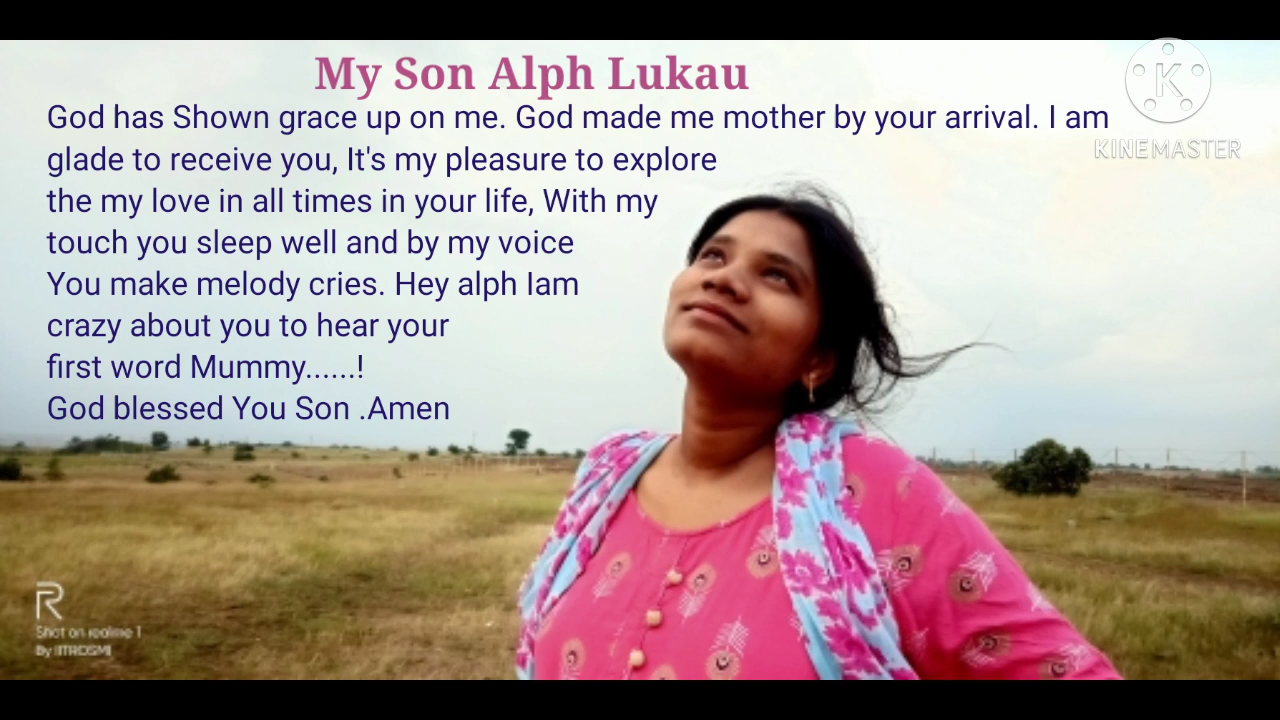 My Son Alph Lukau
God has Shown grace up on me. God made me mother by your arrival. I am
glade to receive you, It's my pleasure to explore
the my love in all times in your life, With my
touch you sleep well and by my voice
You make melody cries. Hey alph Iam
crazy about you to hear your
first word Mummy......!
God blessed You Son .Amen
K
KINEMASTER
R
Shot on realme 1
By